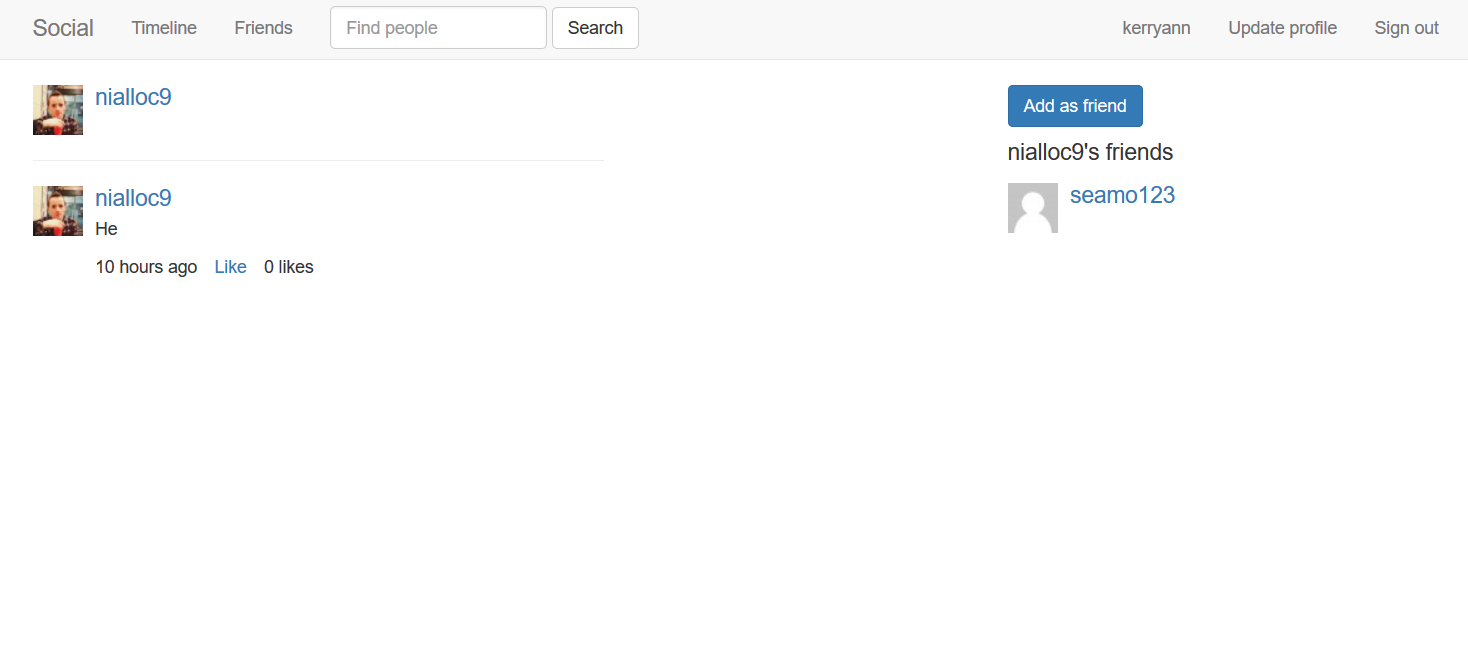 Social Timeline Friends Find people Search kerryann Update profile Sign out
nialloc9
nialloc9
He
10 hours ago Like 0 likes
Add as friend
nialloc9's friends
seamo123